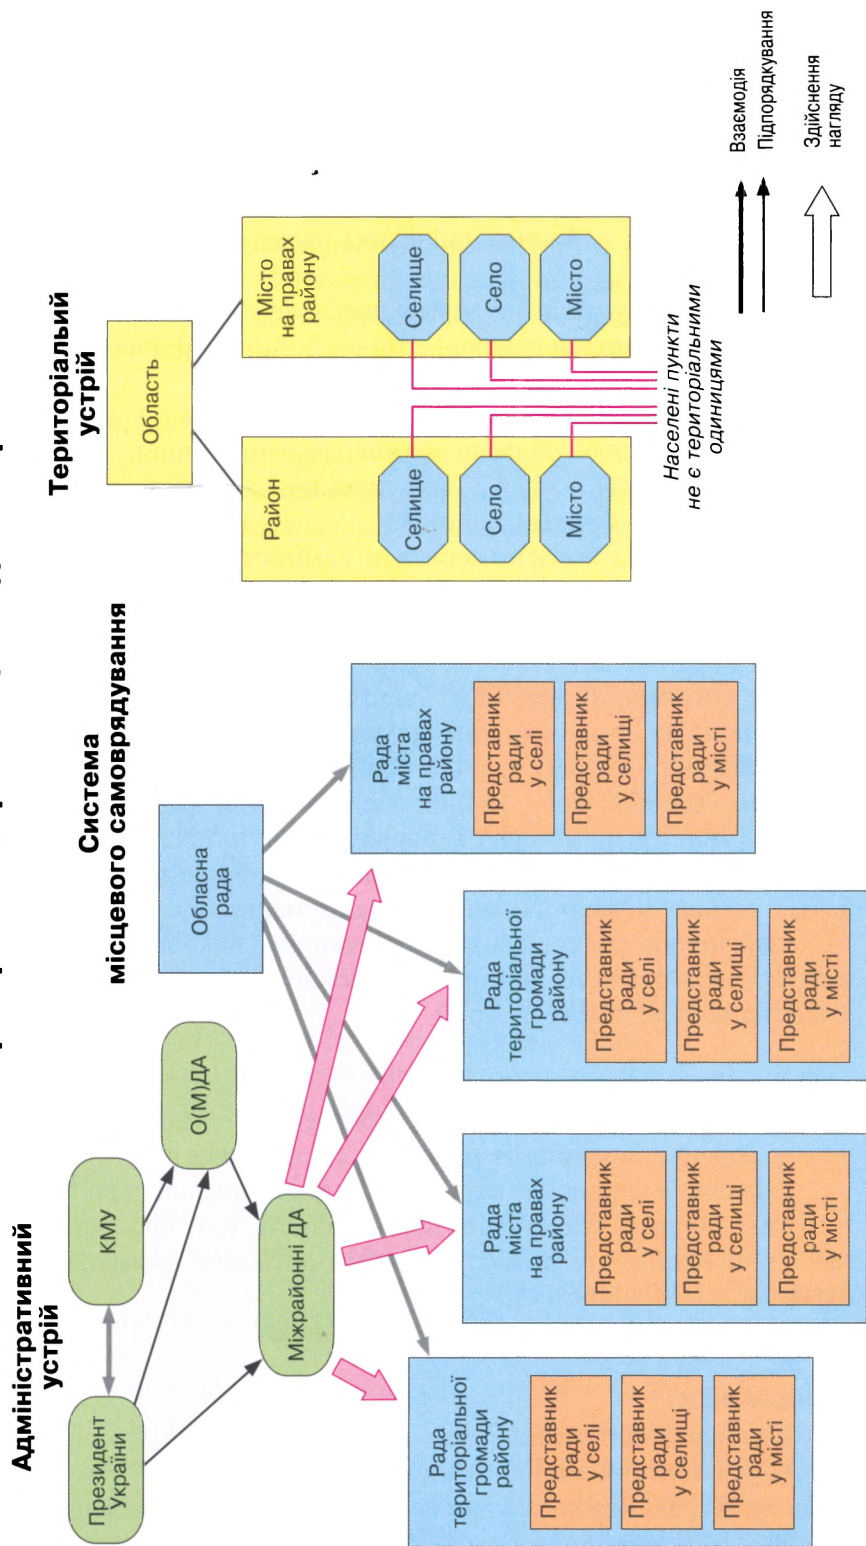 Адміністративний
устрій
Президент
України
КМУ
О(М)ДА
Міжрайонні ДА
Система
місцевого самоврядування
Обласна
рада
Рада
територіальної
громади
району
Представник
ради
у селі
Представник
ради
у селищі
Представник
ради
у місті
Рада
міста
на правах
району
Представник
ради
у селі
Представник
ради
у селищі
Представник
ради
у місті
Рада
територіальної
громади
району
Представник
ради
у селі
Представник
ради
у селищі
Представник
ради
у місті
Рада
міста
на правах
району
Представник
ради
у селі
Представник
ради
у селищі
Представник
ради
у місті
Територіальий
устрій
Область
Район
Селище
Село
Місто
Місто
на правах
району
Селище
Село
Місто
Населені пункти
не є територіальними
одиницями
Взаємодія
Підпорядкування
Здійснення
нагляду